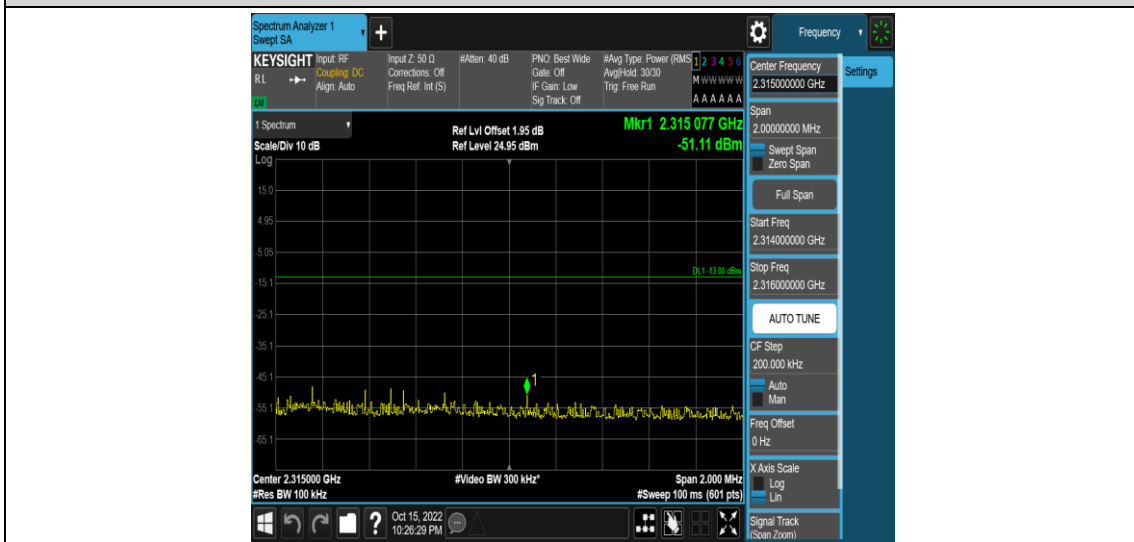 Spectrum Analyzer 1
Swept SA
+
Frequency
KEYSIGHT
RL
Input: RF
Coupling: DC
Align: Auto
Input Z: 50 Ω
Corrections: Off
Freq Ref: Int (S)
#Atten: 40 dB
PNO: Best Wide
Gate: Off
IF Gain: Low
Sig Track: Off
#Avg Type: Power (RMS
Avg|Hold: 30/30
Trig: Free Run
1 2 3 4 5 6
M W W W W W
A A A A A A
1 Spectrum
Scale/Div 10 dB
Ref Lvl Offset 1.95 dB
Ref Level 24.95 dBm
Mkr1 2.315 077 GHz
-51.11 dBm
Log
15.0
4.95
-5.05
DL1 -13.00 dBm
-15.1
-25.1
-35.1
-45.1
1
-55.1
-65.1
Center 2.315000 GHz
#Res BW 100 kHz
#Video BW 300 kHz*
Span 2.000 MHz
#Sweep 100 ms (601 pts)
?
Oct 15, 2022
10:26:29 PM
Center Frequency
2.315000000 GHz
Settings
Span
2.00000000 MHz
Swept Span
Zero Span
Full Span
Start Freq
2.314000000 GHz
Stop Freq
2.316000000 GHz
AUTO TUNE
CF Step
200.000 kHz
Auto
Man
Freq Offset
0 Hz
X Axis Scale
Log
Lin
Signal Track
(Span Zoom)